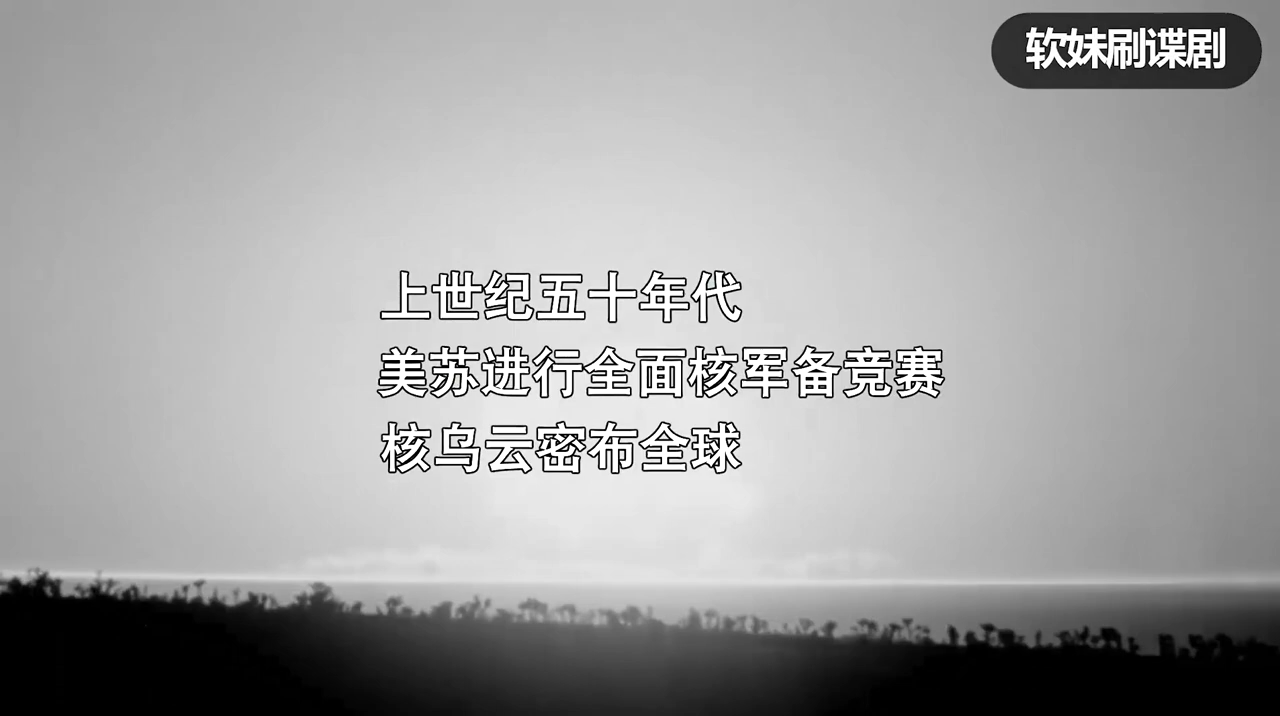 软妹刷谍剧
上世纪五十年代
美苏进行全面核军备竞赛
核乌云密布全球